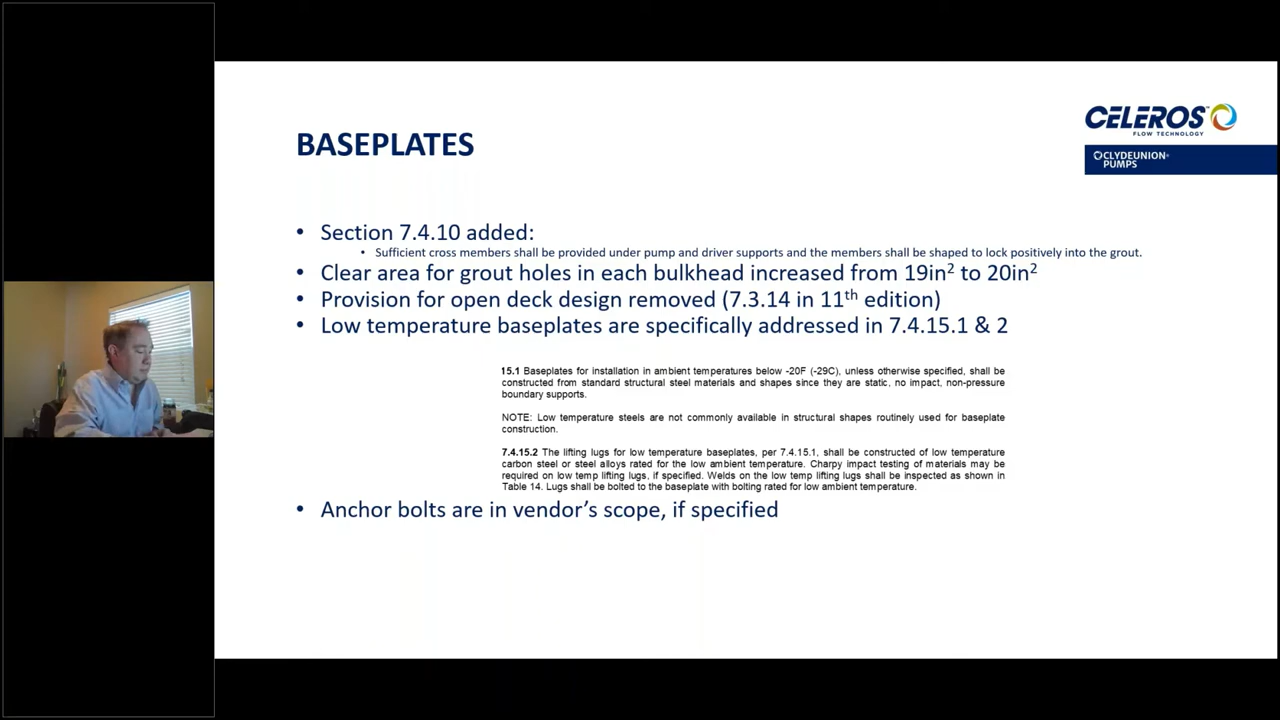 CELEROS
FLOW TECHNOLOGY
CLYDEUNION
PUMPS
BASEPLATES
• Section 7.4.10 added:
• Sufficient cross members shall be provided under pump and driver supports and the members shall be shaped to lock positively into the grout.
• Clear area for grout holes in each bulkhead increased from 19in² to 20in²
• Provision for open deck design removed (7.3.14 in 11th edition)
• Low temperature baseplates are specifically addressed in 7.4.15.1 & 2
15.1 Baseplates for installation in ambient temperatures below -20F (-29C), unless otherwise specified, shall be
constructed from standard structural steel materials and shapes since they are static, no impact, non-pressure
boundary supports.
NOTE: Low temperature steels are not commonly available in structural shapes routinely used for baseplate
construction.
7.4.15.2 The lifting lugs for low temperature baseplates, per 7.4.15.1, shall be constructed of low temperature
carbon steel or steel alloys rated for the low ambient temperature. Charpy impact testing of materials may be
required on low temp lifting lugs, if specified. Welds on the low temp lifting lugs shall be inspected as shown in
Table 14. Lugs shall be bolted to the baseplate with bolting rated for low ambient temperature.
• Anchor bolts are in vendor's scope, if specified